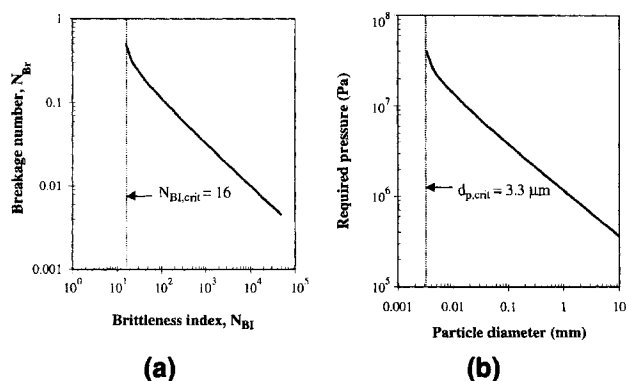 1
0.1
0.01
0.001
Breakage number, N_Br
N_BI,crit = 16
10^0 10^1 10^2 10^3 10^4 10^5
Brittleness index, N_BI
(a)
10^8
10^7
10^6
10^5
Required pressure (Pa)
d_p,crit = 3.3 μm
0.001 0.01 0.1 1 10
Particle diameter (mm)
(b)